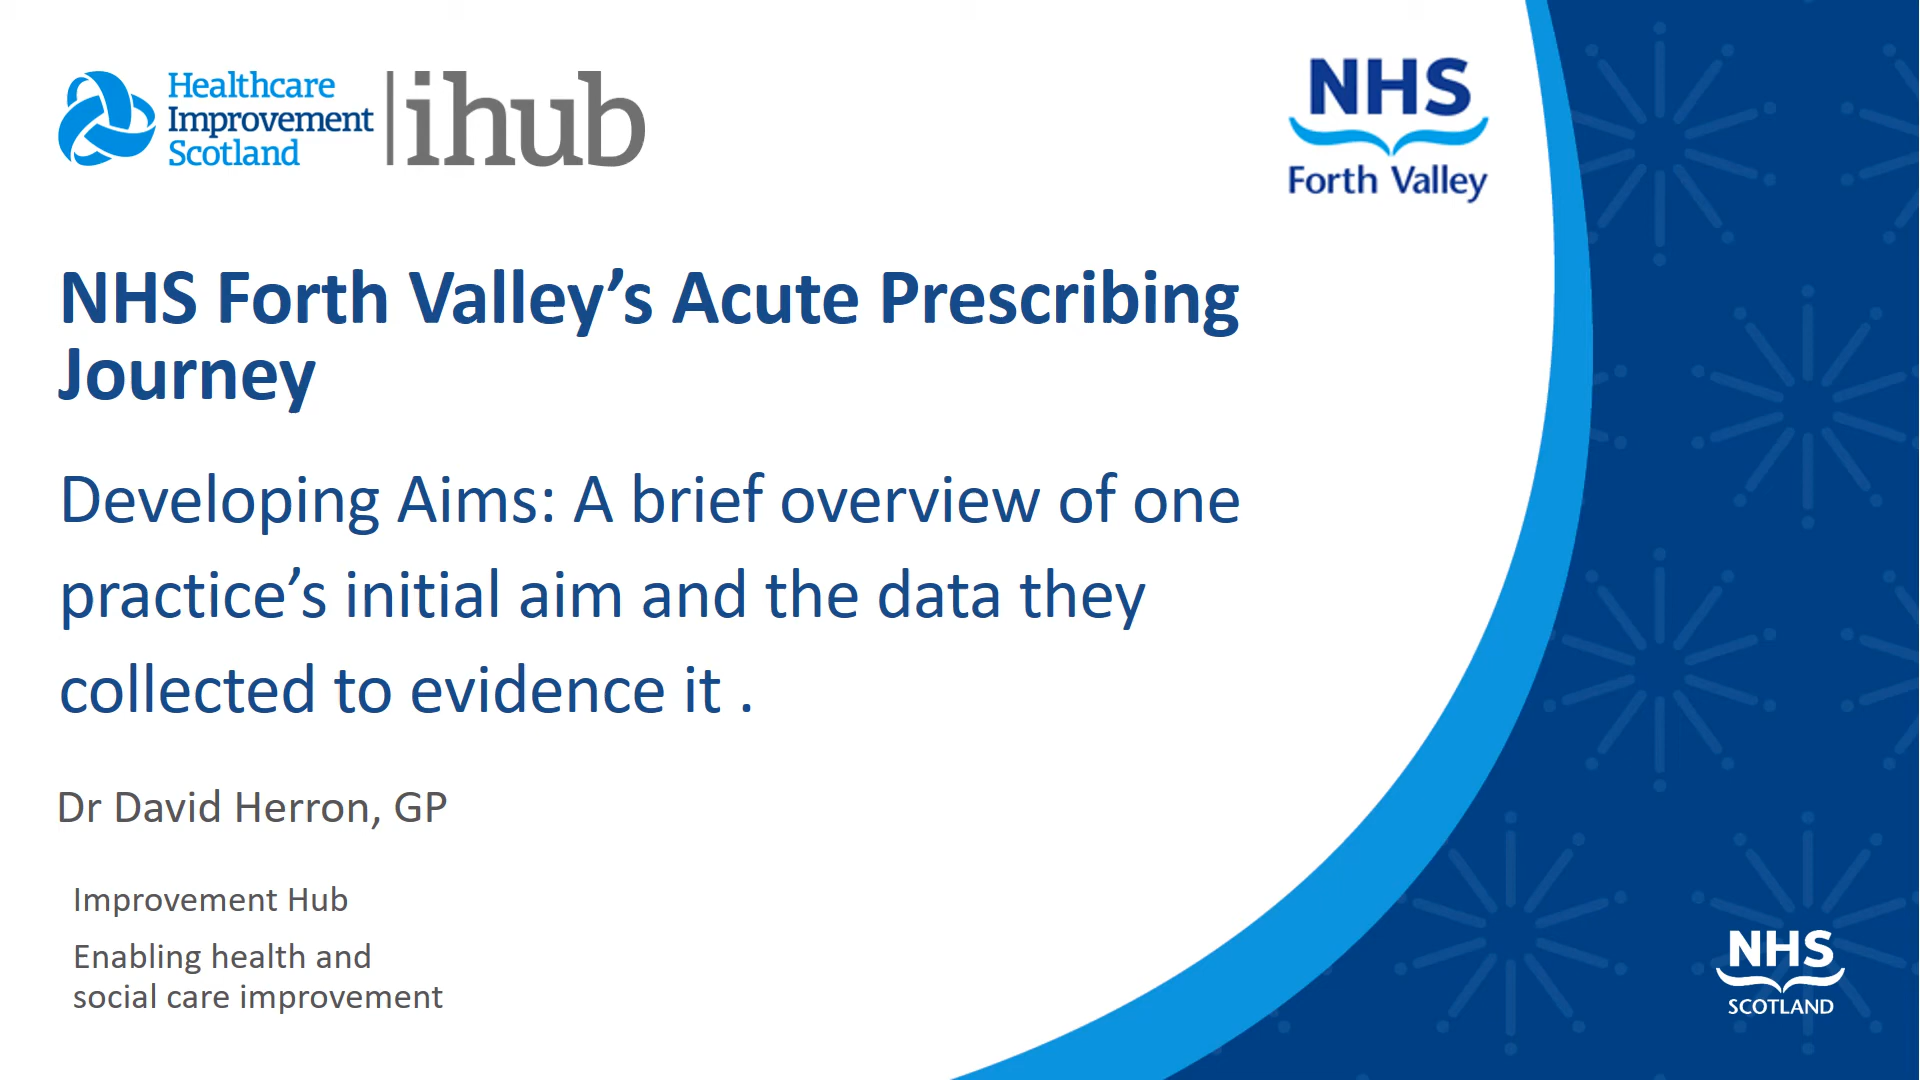 Healthcare
Improvement
Scotland
ihub
NHS
Forth Valley
NHS Forth Valley’s Acute Prescribing
Journey
Developing Aims: A brief overview of one
practice’s initial aim and the data they
collected to evidence it .
Dr David Herron, GP
Improvement Hub
Enabling health and
social care improvement
NHS
SCOTLAND